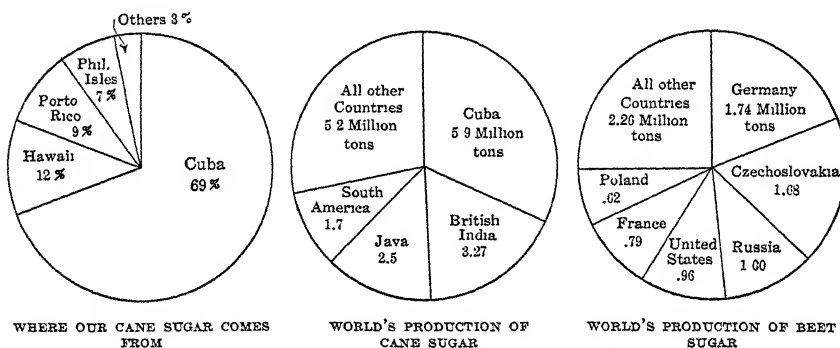 Others 3%
Phil.
Isles
7%
Porto
Rico
9%
Hawaii
12%
Cuba
69%
WHERE OUR CANE SUGAR COMES
FROM
All other
Countries
5 2 Million
tons
Cuba
5 9 Million
tons
South
America
1.7
Java
2.5
British
India
3.27
WORLD'S PRODUCTION OF
CANE SUGAR
All other
Countries
2.26 Million
tons
Germany
1.74 Million
tons
Poland
.62
Czechoslovakia
1.68
France
.79
United
States
.96
Russia
1 00
WORLD'S PRODUCTION OF BEET
SUGAR